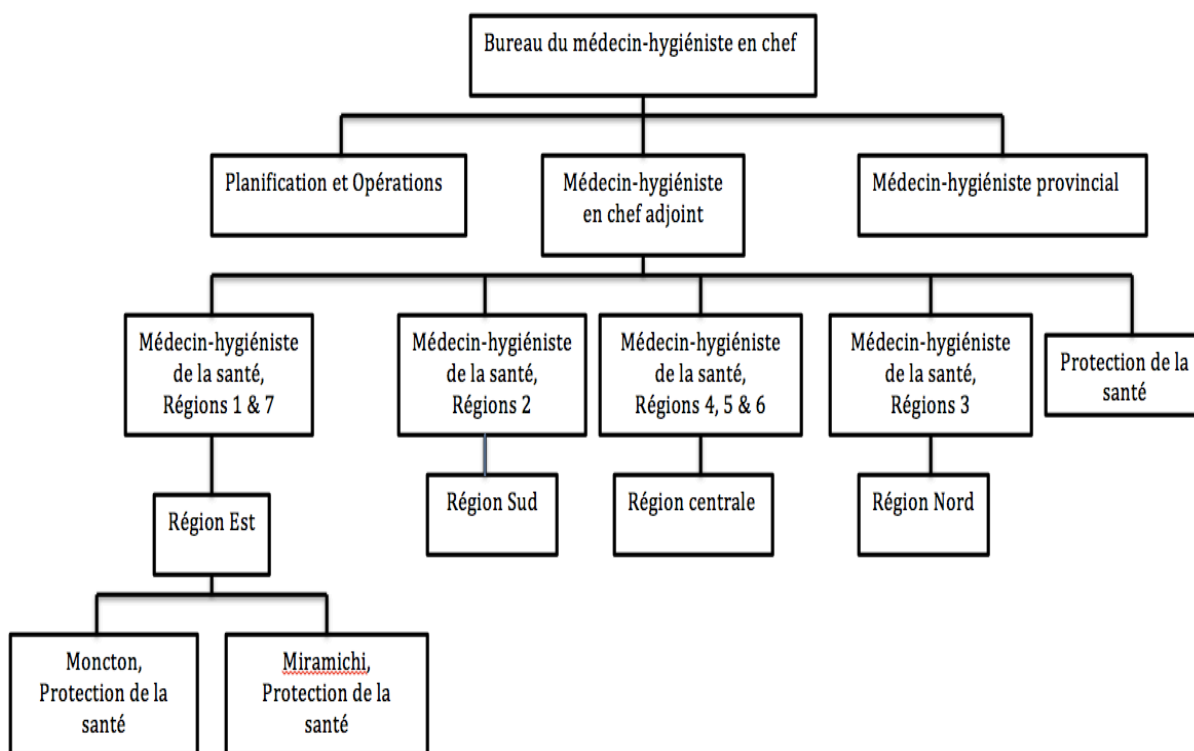 Bureau du médecin-hygiéniste en chef
Planification et Opérations
Médecin-hygiéniste
en chef adjoint
Médecin-hygiéniste provincial
Médecin-hygiéniste
de la santé,
Régions 1 & 7
Médecin-hygiéniste
de la santé,
Régions 2
Médecin-hygiéniste
de la santé,
Régions 4, 5 & 6
Médecin-hygiéniste
de la santé,
Régions 3
Protection de la
santé
Région Est
Région Sud
Région centrale
Région Nord
Moncton,
Protection de la
santé
Miramichi,
Protection de la
santé